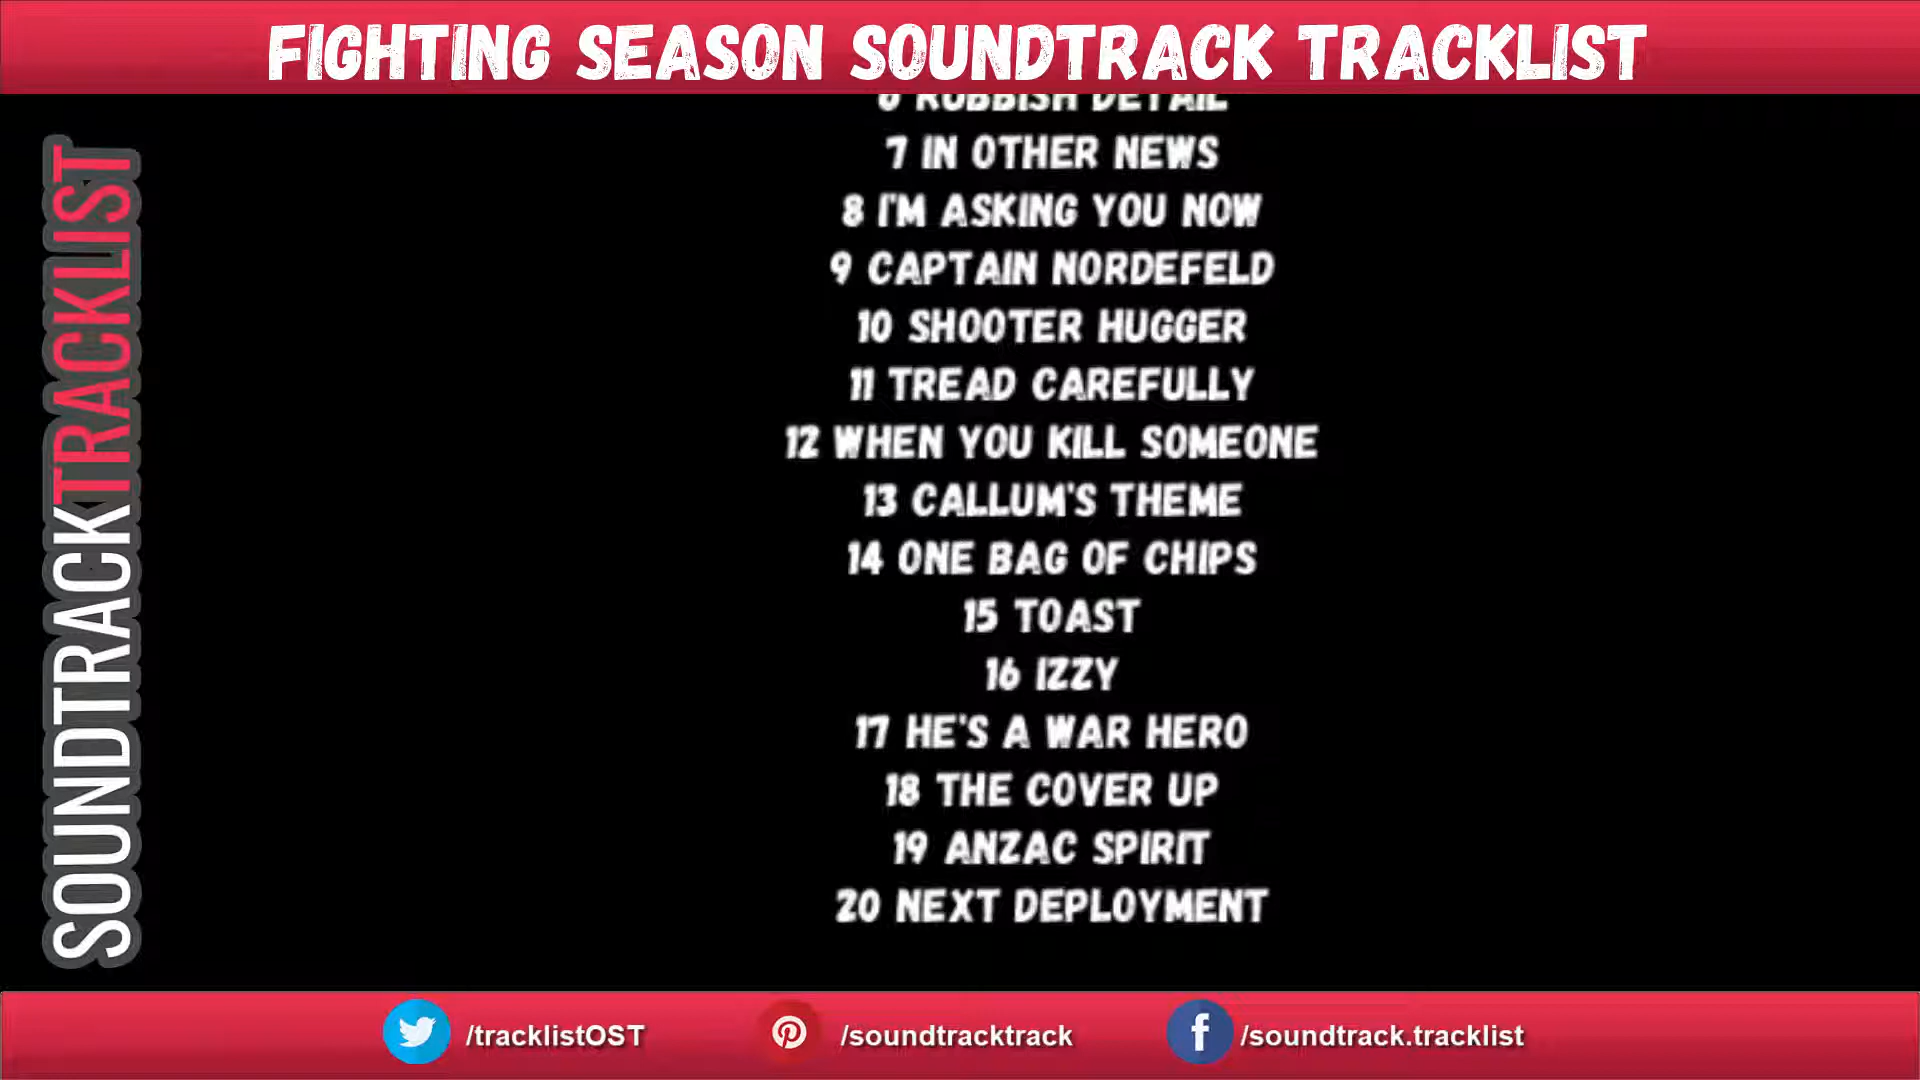 FIGHTING SEASON SOUNDTRACK TRACKLIST
6 RUBBISH DETAIL
7 IN OTHER NEWS
8 I'M ASKING YOU NOW
9 CAPTAIN NORDEFELD
10 SHOOTER HUGGER
11 TREAD CAREFULLY
12 WHEN YOU KILL SOMEONE
13 CALLUM'S THEME
14 ONE BAG OF CHIPS
15 TOAST
16 IZZY
17 HE'S A WAR HERO
18 THE COVER UP
19 ANZAC SPIRIT
20 NEXT DEPLOYMENT
SOUNDTRACKTRACKLIST
/tracklistOST
/soundtracktrack
/soundtrack.tracklist